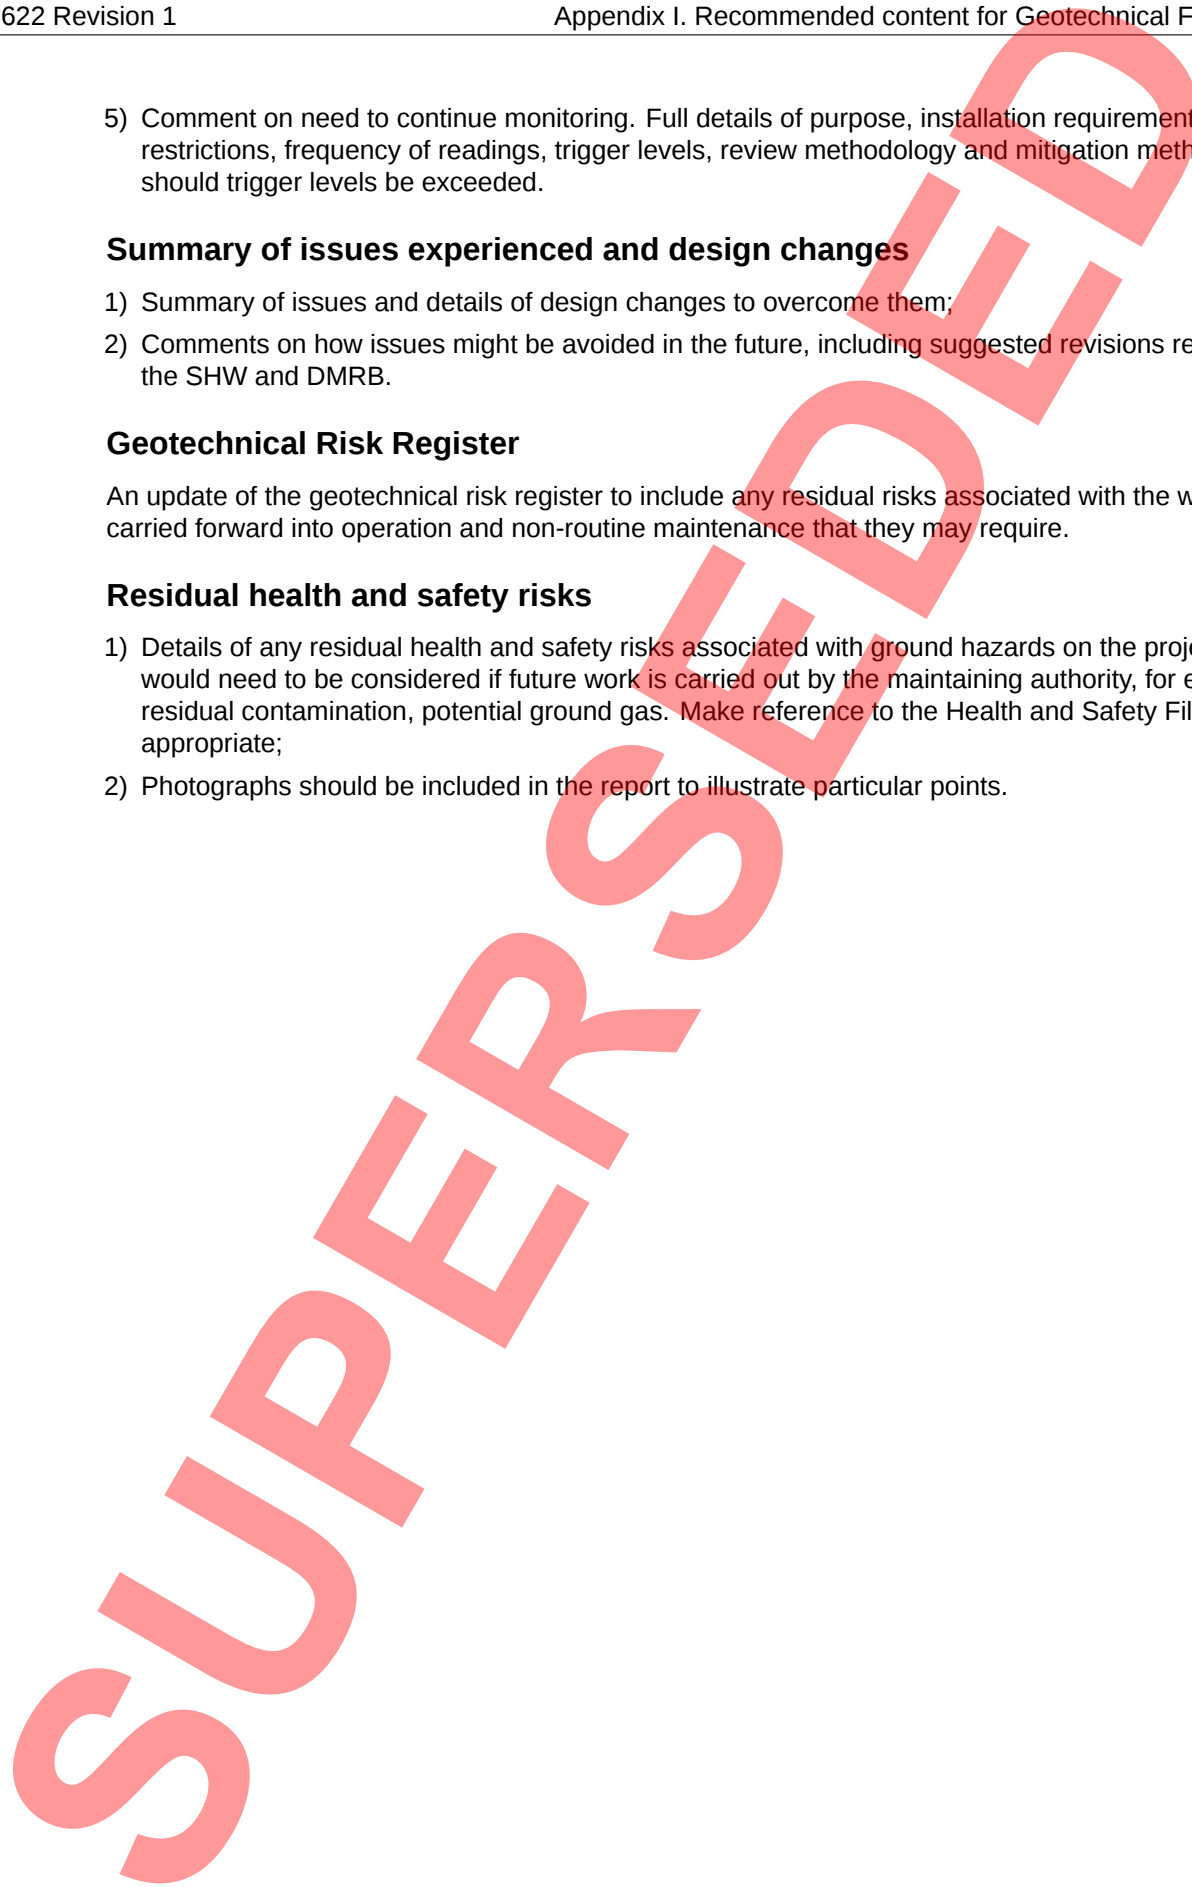 622 Revision 1 Appendix I. Recommended content for Geotechnical F
5) Comment on need to continue monitoring. Full details of purpose, installation requirement
restrictions, frequency of readings, trigger levels, review methodology and mitigation meth
should trigger levels be exceeded.
Summary of issues experienced and design changes
1) Summary of issues and details of design changes to overcome them;
2) Comments on how issues might be avoided in the future, including suggested revisions re
the SHW and DMRB.
Geotechnical Risk Register
An update of the geotechnical risk register to include any residual risks associated with the w
carried forward into operation and non-routine maintenance that they may require.
Residual health and safety risks
1) Details of any residual health and safety risks associated with ground hazards on the proje
would need to be considered if future work is carried out by the maintaining authority, for e
residual contamination, potential ground gas. Make reference to the Health and Safety Fil
appropriate;
2) Photographs should be included in the report to illustrate particular points.
SUPERSEDED